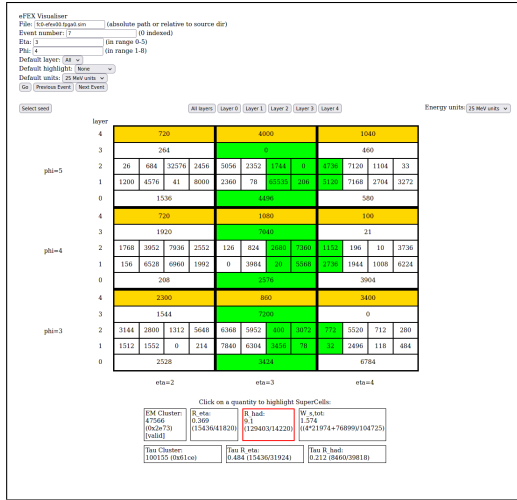 eFEX Visualiser
File: fc0-efex00.fpga0.sim (absolute path or relative to source dir)
Event number: 7 (0 indexed)
Eta: 3 (in range 0-5)
Phi: 4 (in range 1-8)
Default layer: All
Default highlight: None
Default units: 25 MeV units
Go Previous Event Next Event
Select seed All layers Layer 0 Layer 1 Layer 2 Layer 3 Layer 4 Energy units: 25 MeV units
layer
4 720 4000 1040
3 264 0 460
phi=5
2 26 684 32576 2456 5056 2352 1744 0 4736 7120 1104 33
1 1200 4576 41 8000 2360 78 65535 206 5120 7168 2704 3272
0 1536 4496 580
4 720 1080 100
3 1920 7040 21
phi=4
2 1768 3952 7936 2552 126 824 2680 7360 1152 196 10 3736
1 156 6528 6960 1992 0 3984 20 5568 2736 1944 1008 6224
0 208 2576 3904
4 2300 860 3400
3 1544 7200 0
phi=3
2 3144 2800 1312 5648 6368 5952 400 3072 772 5520 712 280
1 1512 1552 0 214 7840 6304 3456 78 32 2496 118 484
0 2528 3424 6784
eta=2 eta=3 eta=4
Click on a quantity to highlight SuperCells:
EM Cluster: R_eta: R_had: W_s,tot:
47566 0.369 9.1 1.574
(0x2e73) (15436/41820) (129403/14220) ((4*21974+76899)/104725)
[valid]
Tau Cluster: Tau R_eta: Tau R_had:
100155 (0x61ce) 0.484 (15436/31924) 0.212 (8460/39818)